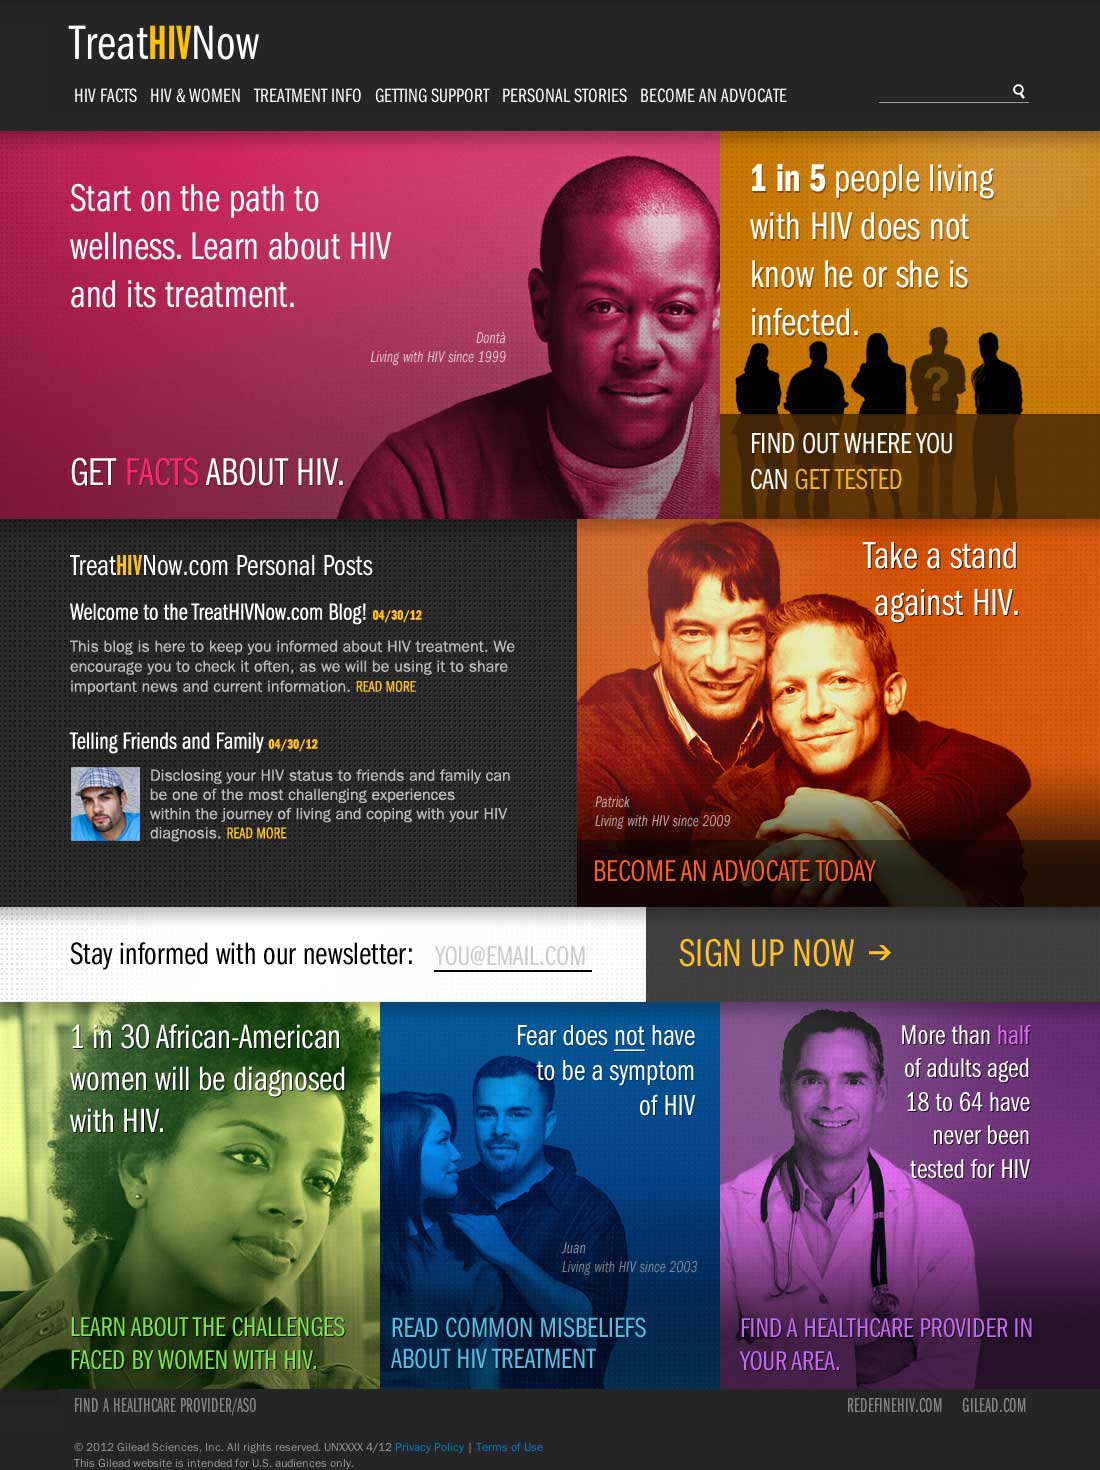 TreatHIVNow
HIV FACTS HIV & WOMEN TREATMENT INFO GETTING SUPPORT PERSONAL STORIES BECOME AN ADVOCATE
Start on the path to
wellness. Learn about HIV
and its treatment.
Dontà
Living with HIV since 1999
GET FACTS ABOUT HIV.
1 in 5 people living
with HIV does not
know he or she is
infected.
?
FIND OUT WHERE YOU
CAN GET TESTED
TreatHIVNow.com Personal Posts
Welcome to the TreatHIVNow.com Blog! 04/30/12
This blog is here to keep you informed about HIV treatment. We
encourage you to check it often, as we will be using it to share
important news and current information. READ MORE
Telling Friends and Family 04/30/12
Disclosing your HIV status to friends and family can
be one of the most challenging experiences
within the journey of living and coping with your HIV
diagnosis. READ MORE
Take a stand
against HIV.
Patrick
Living with HIV since 2009
BECOME AN ADVOCATE TODAY
Stay informed with our newsletter: YOU@EMAIL.COM
SIGN UP NOW →
1 in 30 African-American
women will be diagnosed
with HIV.
LEARN ABOUT THE CHALLENGES
FACED BY WOMEN WITH HIV.
Fear does not have
to be a symptom
of HIV
Juan
Living with HIV since 2003
READ COMMON MISBELIEFS
ABOUT HIV TREATMENT
More than half
of adults aged
18 to 64 have
never been
tested for HIV
FIND A HEALTHCARE PROVIDER IN
YOUR AREA.
FIND A HEALTHCARE PROVIDER/ASO
REDEFINEHIV.COM GILEAD.COM
© 2012 Gilead Sciences, Inc. All rights reserved. UNXXXX 4/12 Privacy Policy | Terms of Use
This Gilead website is intended for U.S. audiences only.